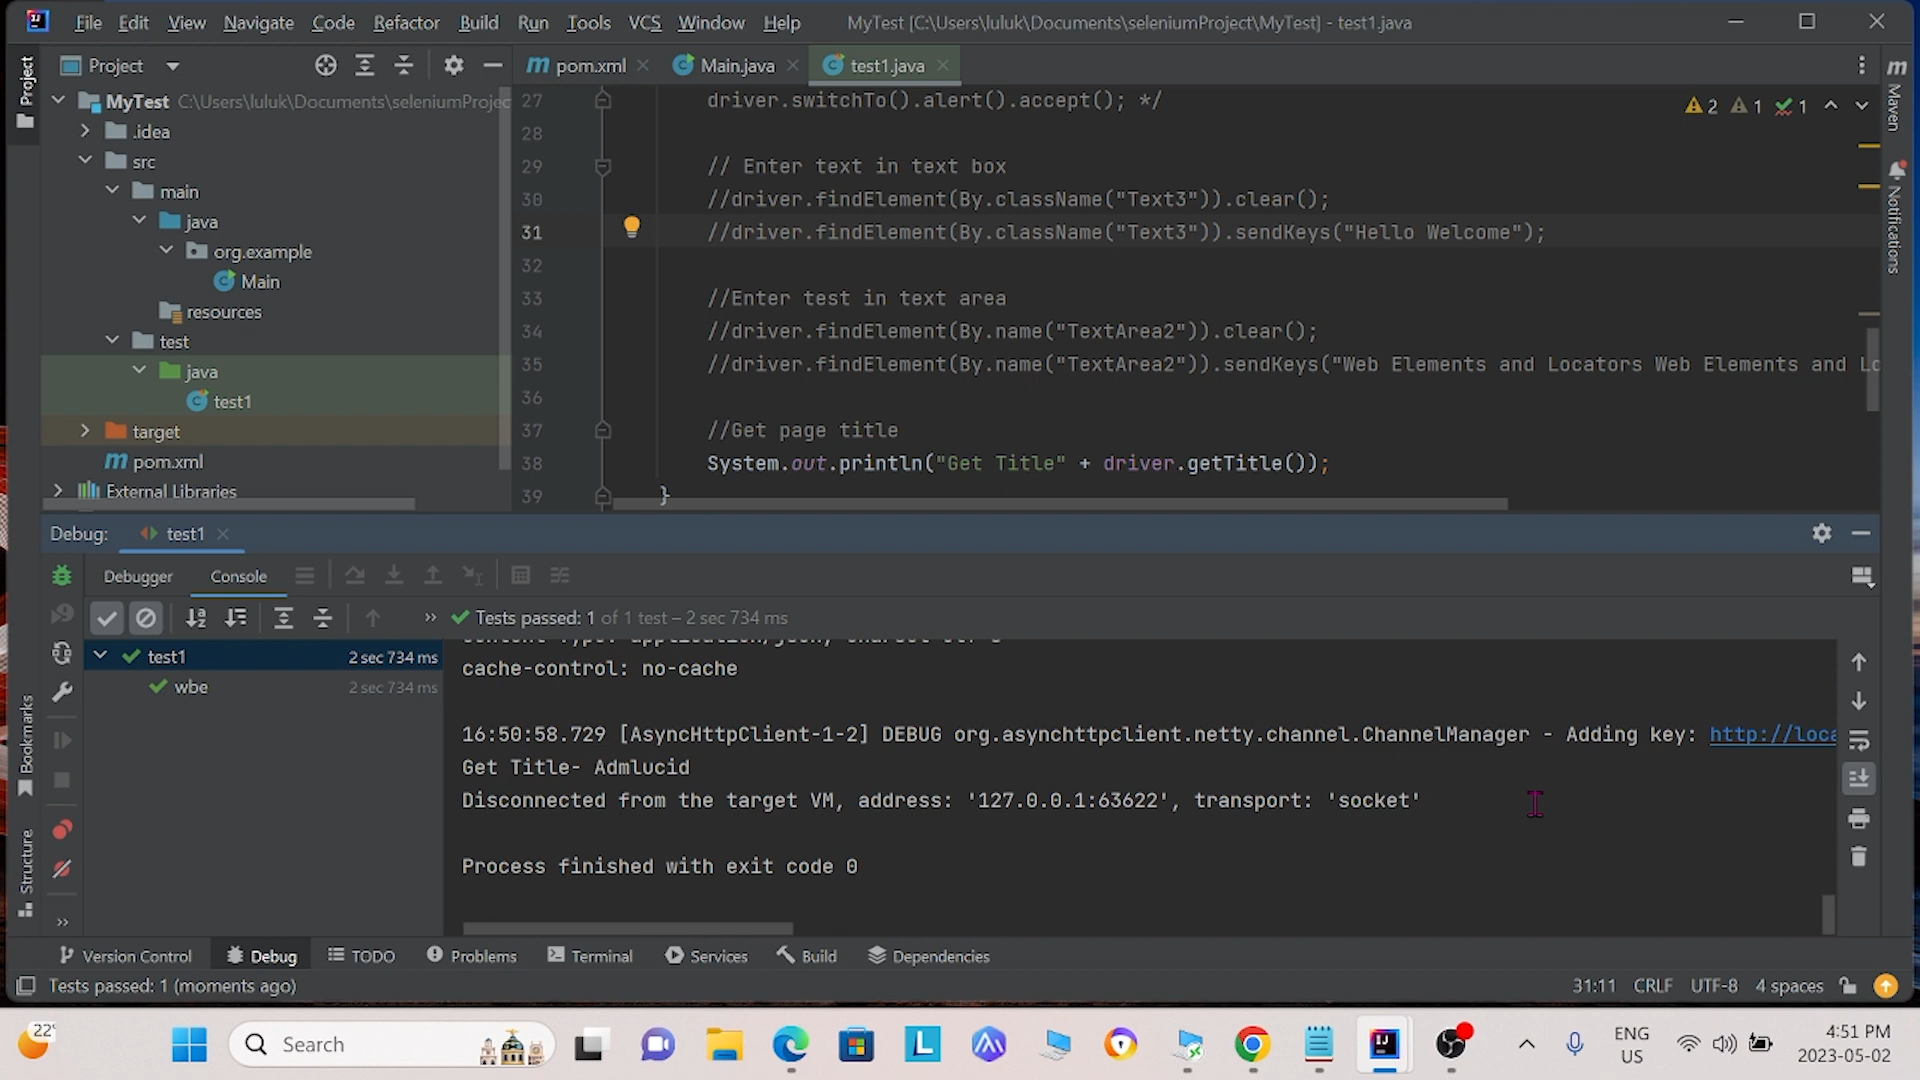 File Edit View Navigate Code Refactor Build Run Tools VCS Window Help MyTest [C:\Users\luluk\Documents\seleniumProject\MyTest] - test1.java
Project
Project
pom.xml
Main.java
test1.java
Maven
Notifications
MyTest C:\Users\luluk\Documents\seleniumProjec
.idea
src
main
java
org.example
Main
resources
test
java
test1
target
pom.xml
External Libraries
2 1 1
27 driver.switchTo().alert().accept(); */
28
29 // Enter text in text box
30 //driver.findElement(By.className("Text3")).clear();
31 //driver.findElement(By.className("Text3")).sendKeys("Hello Welcome");
32
33 //Enter test in text area
34 //driver.findElement(By.name("TextArea2")).clear();
35 //driver.findElement(By.name("TextArea2")).sendKeys("Web Elements and Locators Web Elements and Lo
36
37 //Get page title
38 System.out.println("Get Title" + driver.getTitle());
39 }
Debug: test1
Debugger Console
Tests passed: 1 of 1 test – 2 sec 734 ms
test1 2 sec 734 ms
wbe 2 sec 734 ms
cache-control: no-cache
16:50:58.729 [AsyncHttpClient-1-2] DEBUG org.asynchttpclient.netty.channel.ChannelManager - Adding key: http://loca
Get Title- Admlucid
Disconnected from the target VM, address: '127.0.0.1:63622', transport: 'socket'
Process finished with exit code 0
Bookmarks
Structure
Version Control Debug TODO Problems Terminal Services Build Dependencies
Tests passed: 1 (moments ago)
31:11 CRLF UTF-8 4 spaces
22°
Search
ENG
US
4:51 PM
2023-05-02